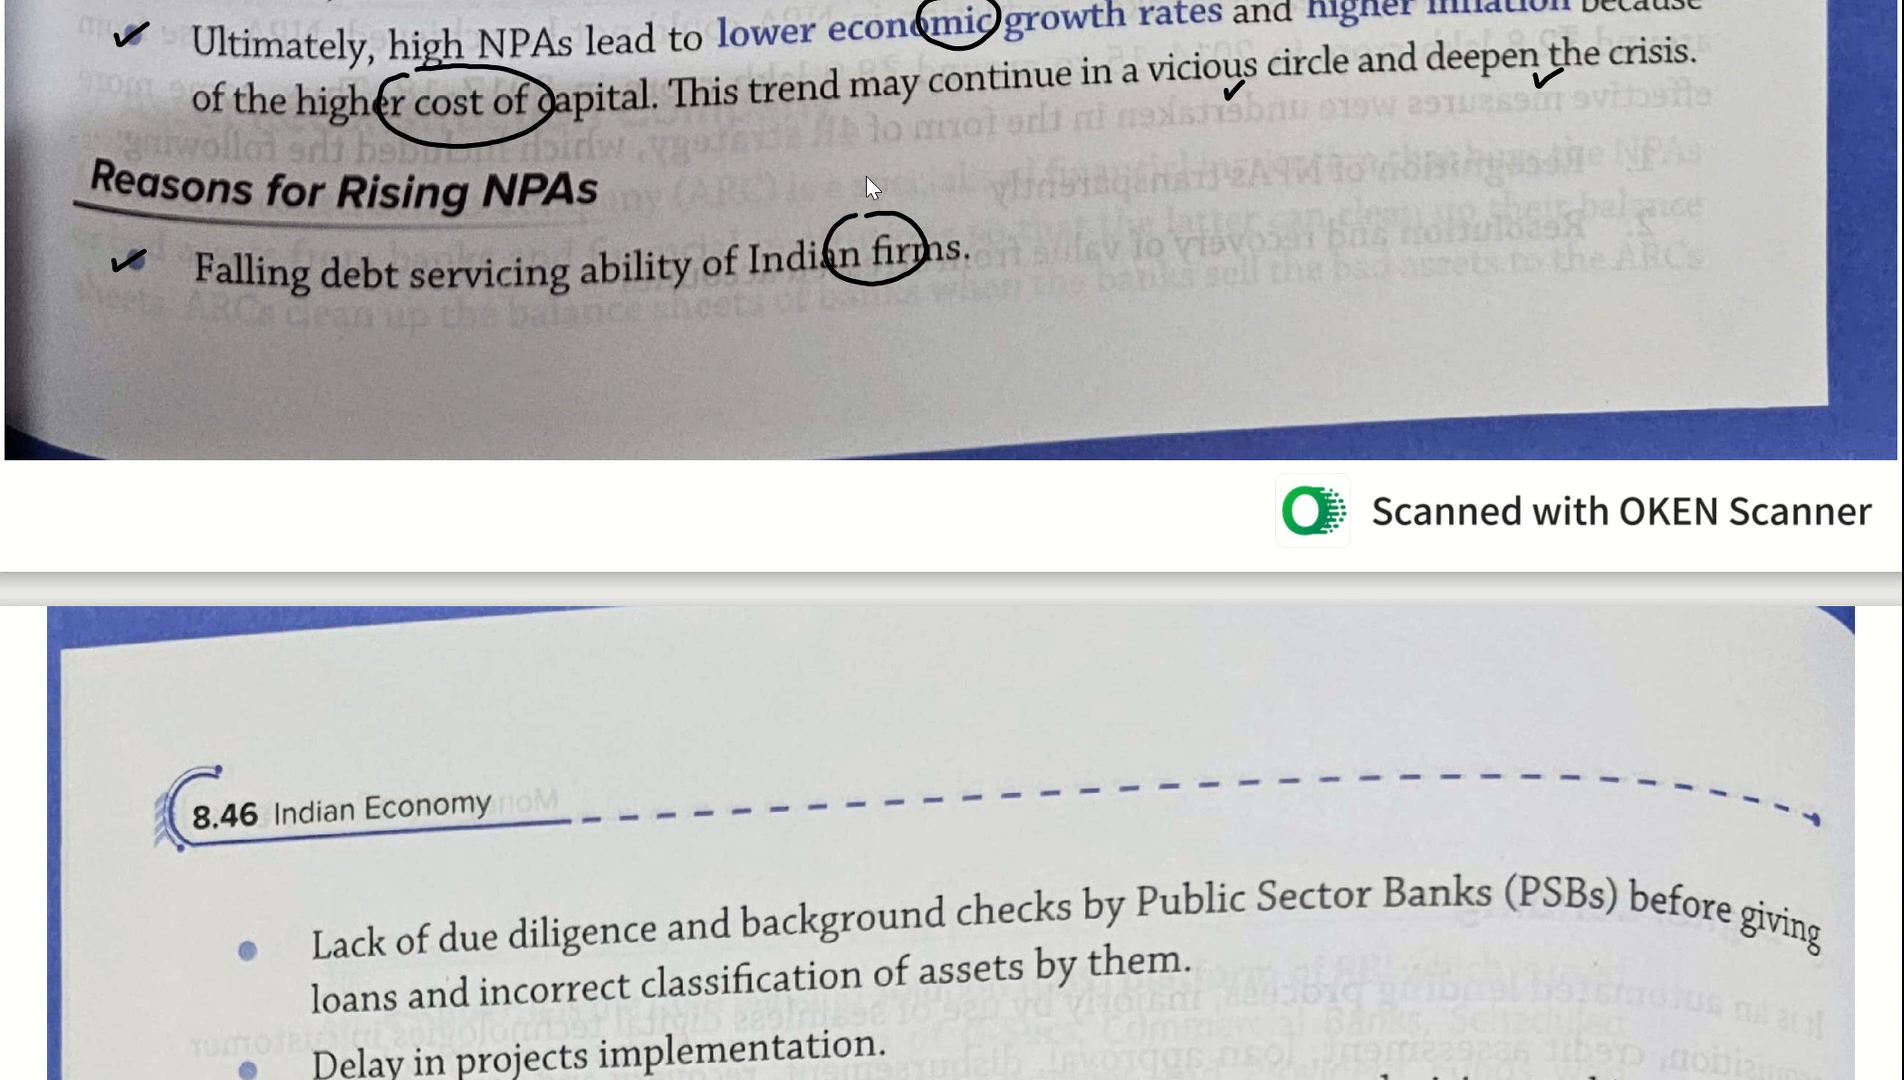 Ultimately, high NPAs lead to lower economic growth rates and higher inflation because
of the higher cost of capital. This trend may continue in a vicious circle and deepen the crisis.
Reasons for Rising NPAs
Falling debt servicing ability of Indian firms.
Scanned with OKEN Scanner
8.46 Indian Economy
Lack of due diligence and background checks by Public Sector Banks (PSBs) before giving
loans and incorrect classification of assets by them.
Delay in projects implementation.